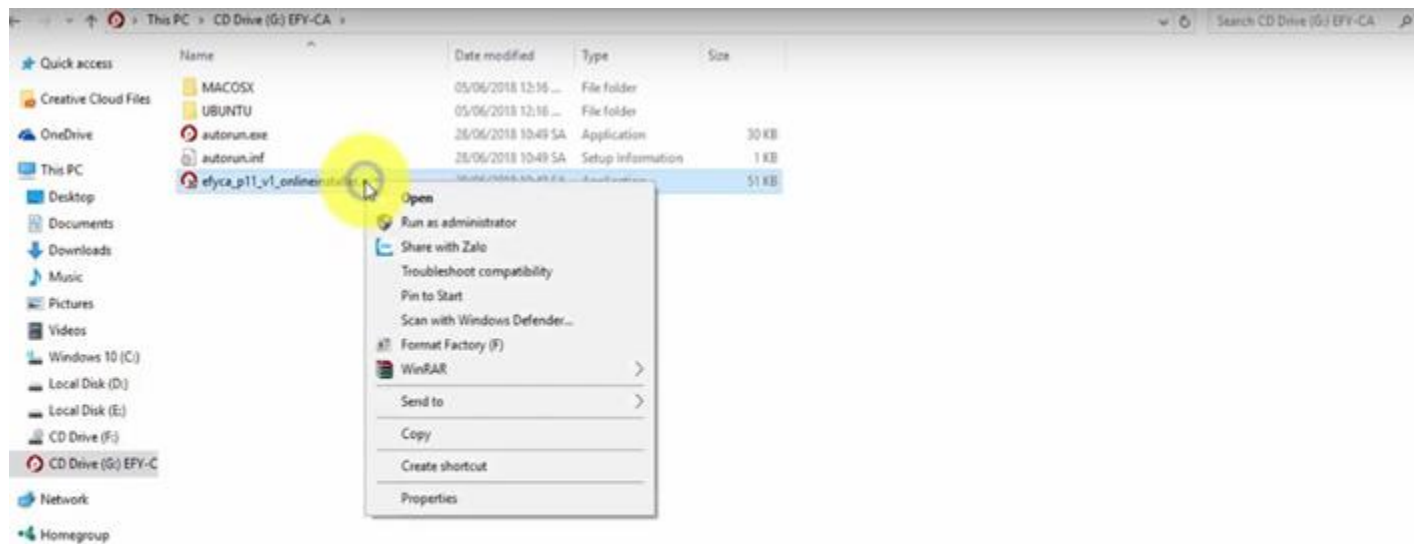 This PC > CD Drive (G:) EFY-CA >
Search CD Drive (G:) EFY-CA
Name Date modified Type Size
Quick access
Creative Cloud Files
OneDrive
This PC
Desktop
Documents
Downloads
Music
Pictures
Videos
Windows 10 (C:)
Local Disk (D:)
Local Disk (E:)
CD Drive (F:)
CD Drive (G:) EFY-C
Network
Homegroup
MACOSX 05/06/2018 12:16 ... File folder
UBUNTU 05/06/2018 12:16 ... File folder
autorun.exe 28/06/2018 10:49 SA Application 30 KB
autorun.inf 28/06/2018 10:49 SA Setup Information 1 KB
efyca_p11_v1_onlineinstaller 51 KB
Open
Run as administrator
Share with Zalo
Troubleshoot compatibility
Pin to Start
Scan with Windows Defender...
Format Factory (F)
WinRAR
Send to
Copy
Create shortcut
Properties